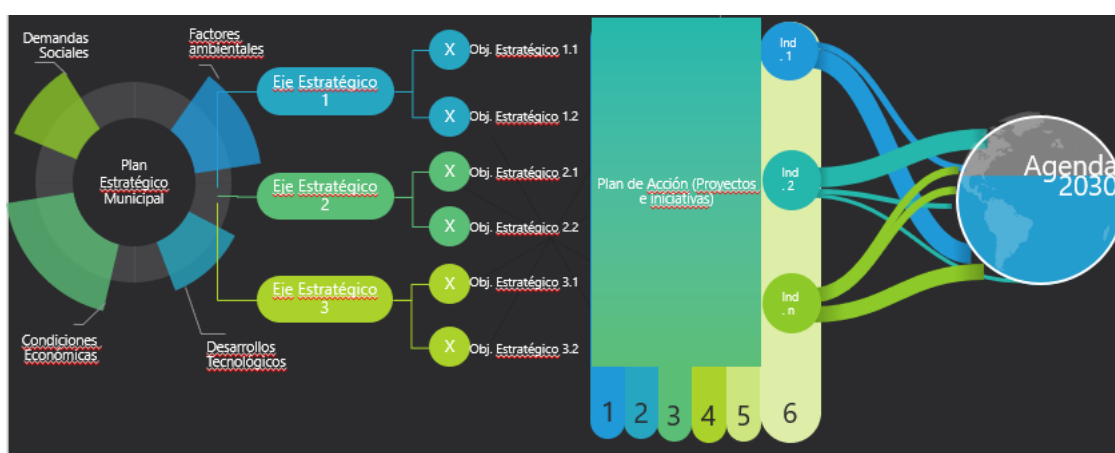 Demandas
Sociales
Factores
ambientales
Plan
Estratégico
Municipal
Condiciones
Económicas
Desarrollos
Tecnológicos
Eje Estratégico
1
Eje Estratégico
2
Eje Estratégico
3
X Obj. Estratégico 1.1
X Obj. Estratégico 1.2
X Obj. Estratégico 2.1
X Obj. Estratégico 2.2
X Obj. Estratégico 3.1
X Obj. Estratégico 3.2
Plan de Acción (Proyectos
e iniciativas)
1 2 3 4 5 6
Ind
. 1
Ind
. 2
Ind
. n
Agenda
2030